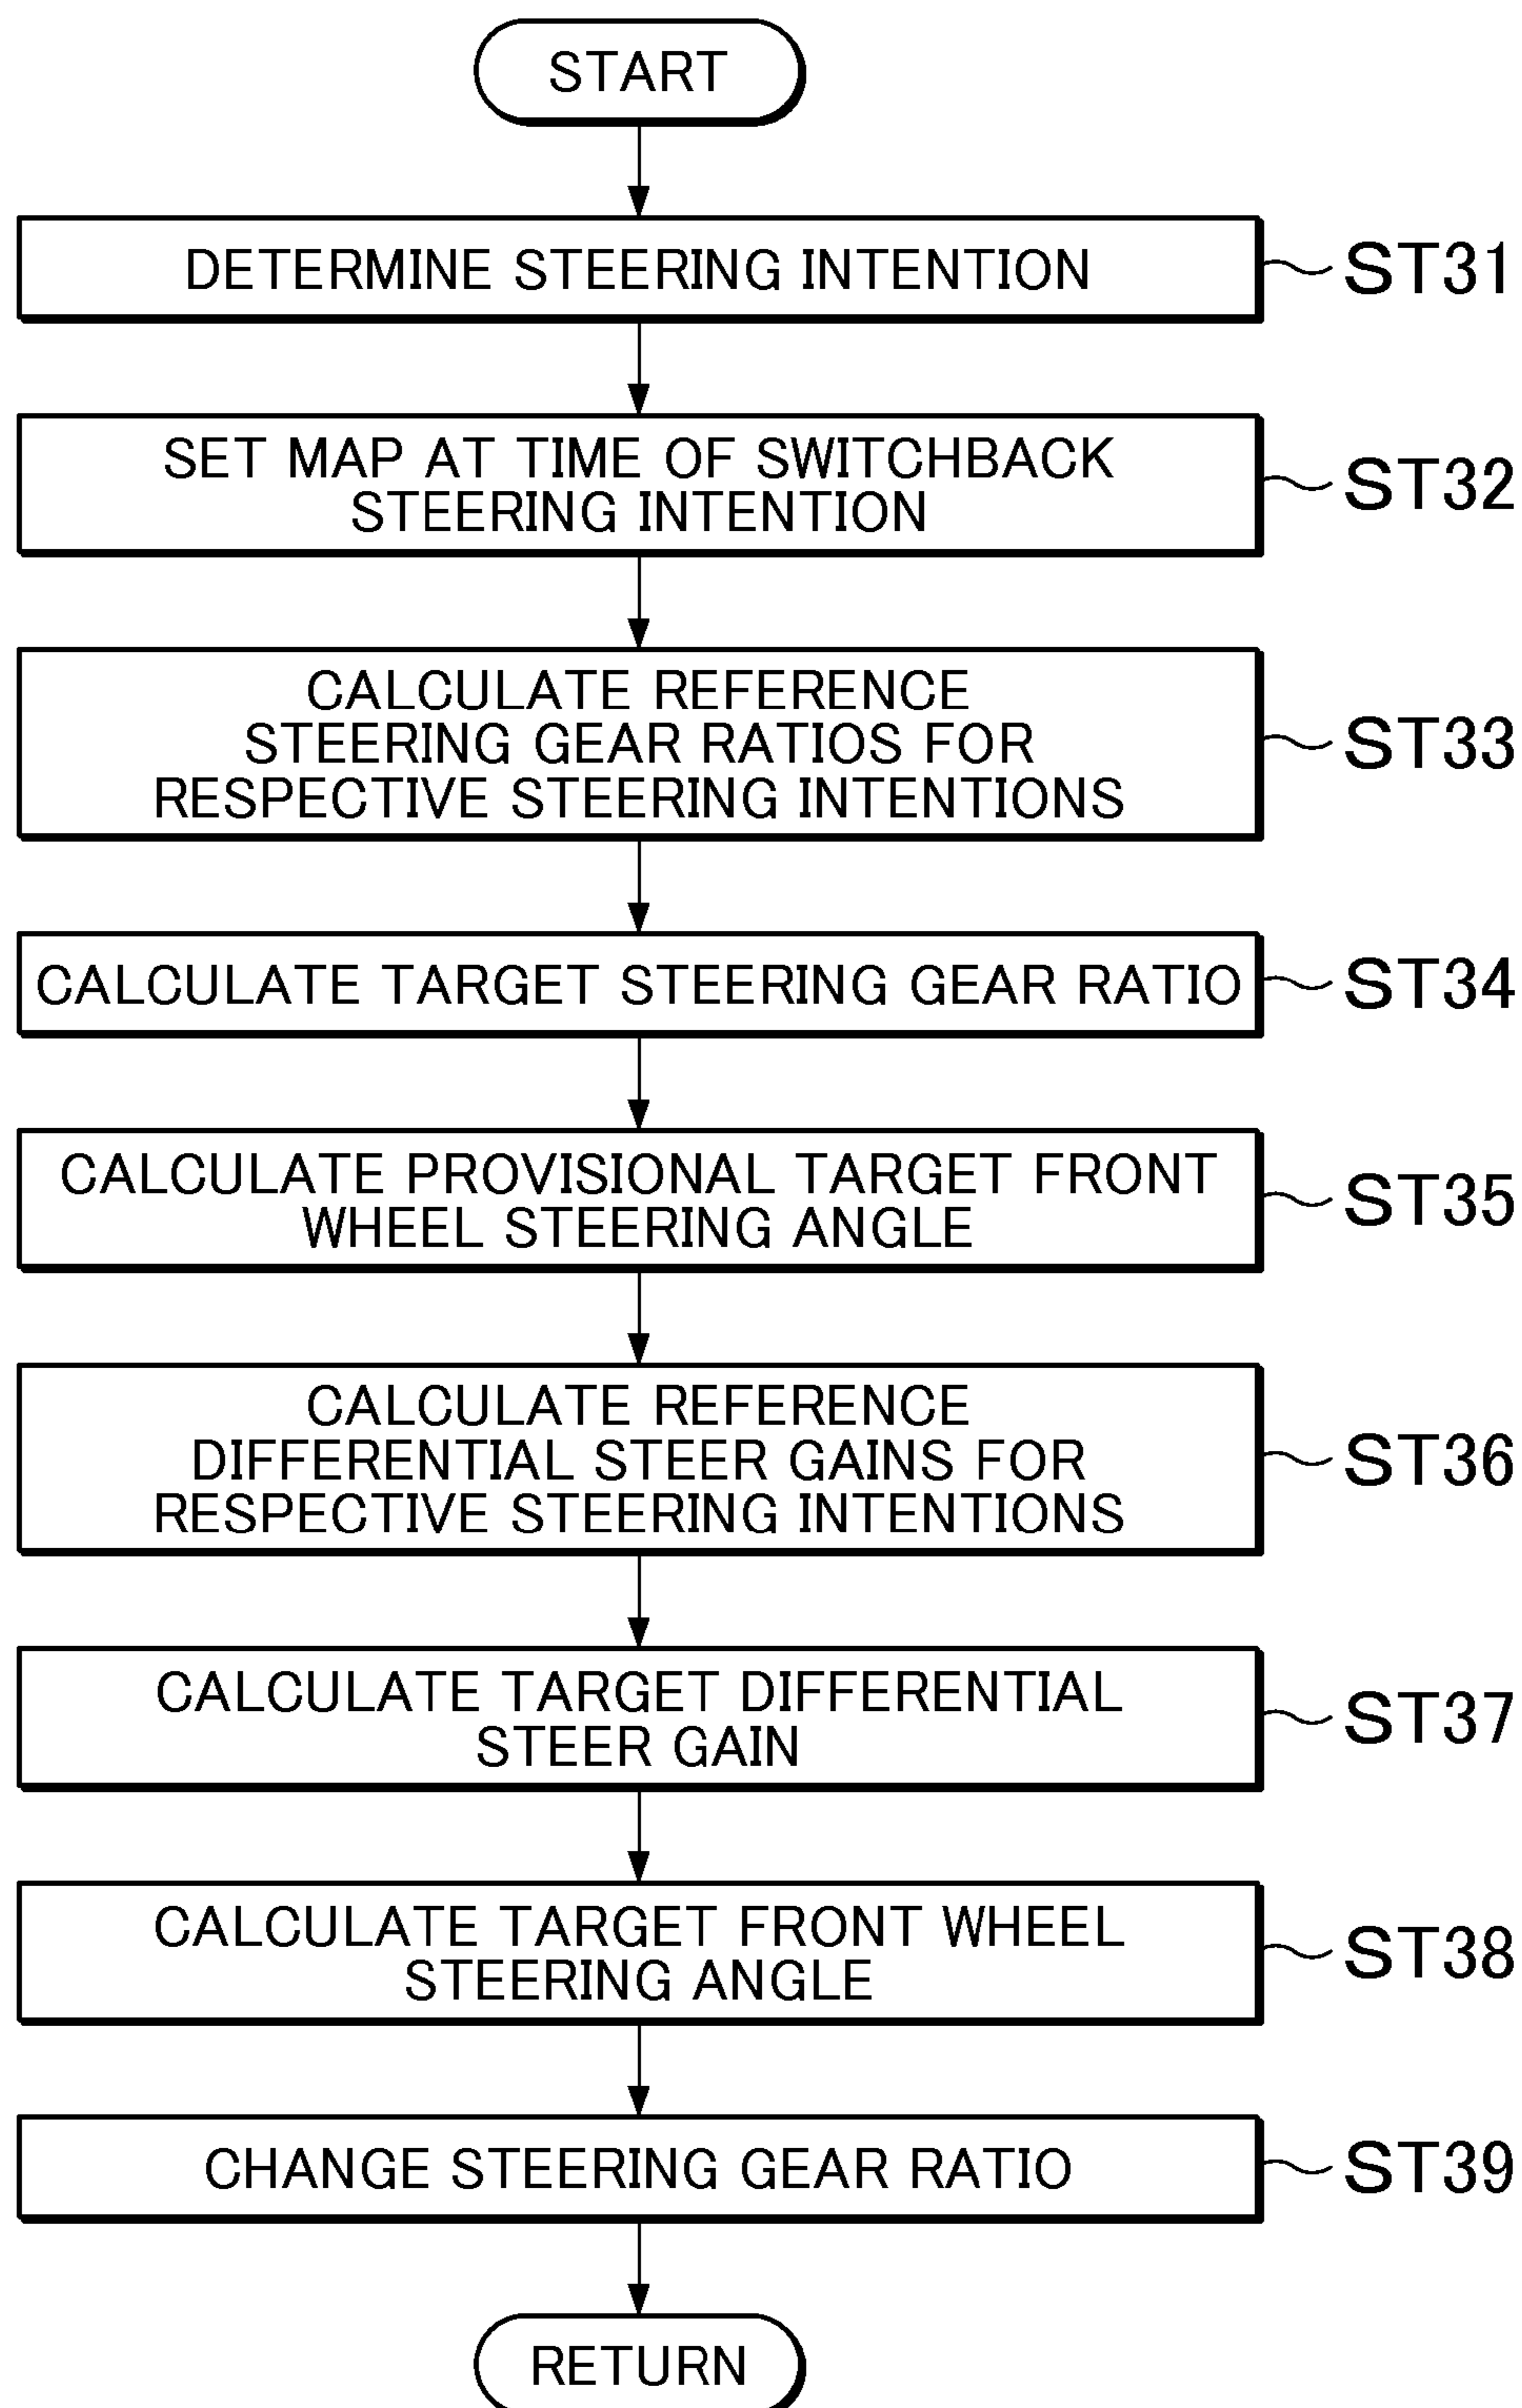 START
DETERMINE STEERING INTENTION
ST31
SET MAP AT TIME OF SWITCHBACK
STEERING INTENTION
ST32
CALCULATE REFERENCE
STEERING GEAR RATIOS FOR
RESPECTIVE STEERING INTENTIONS
ST33
CALCULATE TARGET STEERING GEAR RATIO
ST34
CALCULATE PROVISIONAL TARGET FRONT
WHEEL STEERING ANGLE
ST35
CALCULATE REFERENCE
DIFFERENTIAL STEER GAINS FOR
RESPECTIVE STEERING INTENTIONS
ST36
CALCULATE TARGET DIFFERENTIAL
STEER GAIN
ST37
CALCULATE TARGET FRONT WHEEL
STEERING ANGLE
ST38
CHANGE STEERING GEAR RATIO
ST39
RETURN